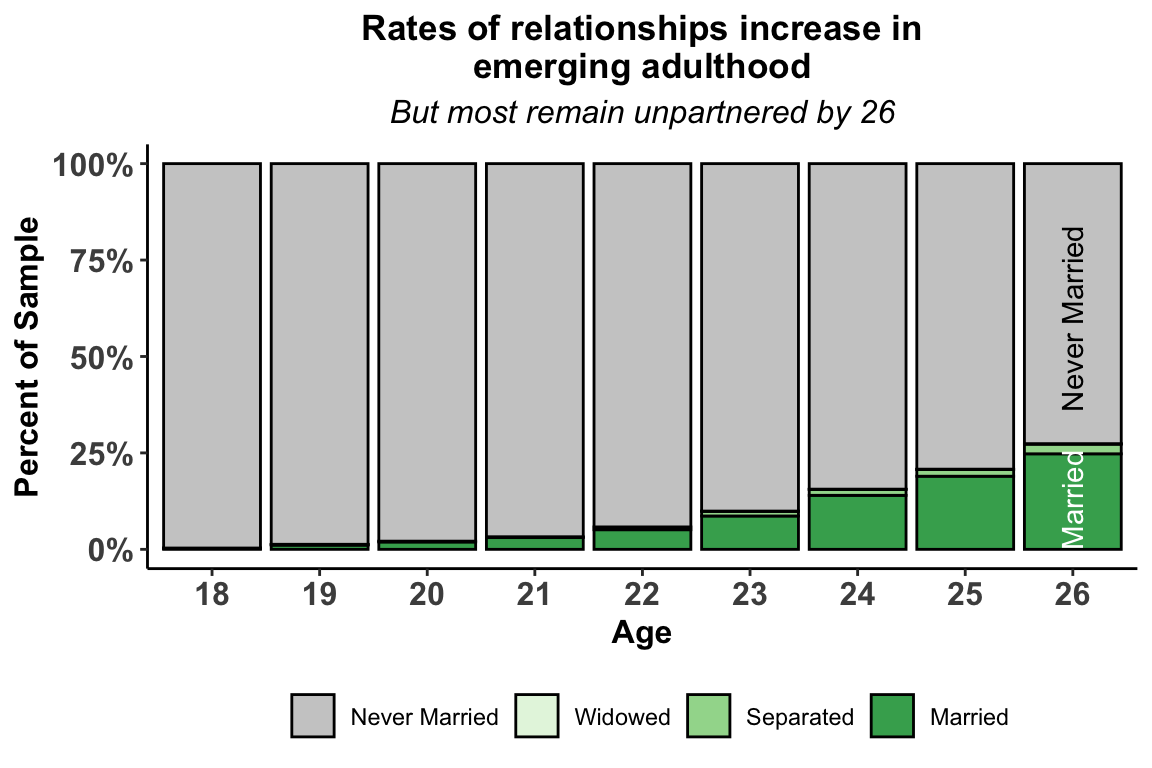 Rates of relationships increase in
emerging adulthood
But most remain unpartnered by 26
Percent of Sample
100%
75%
50%
25%
0%
Never Married
Married
18 19 20 21 22 23 24 25 26
Age
Never Married Widowed Separated Married